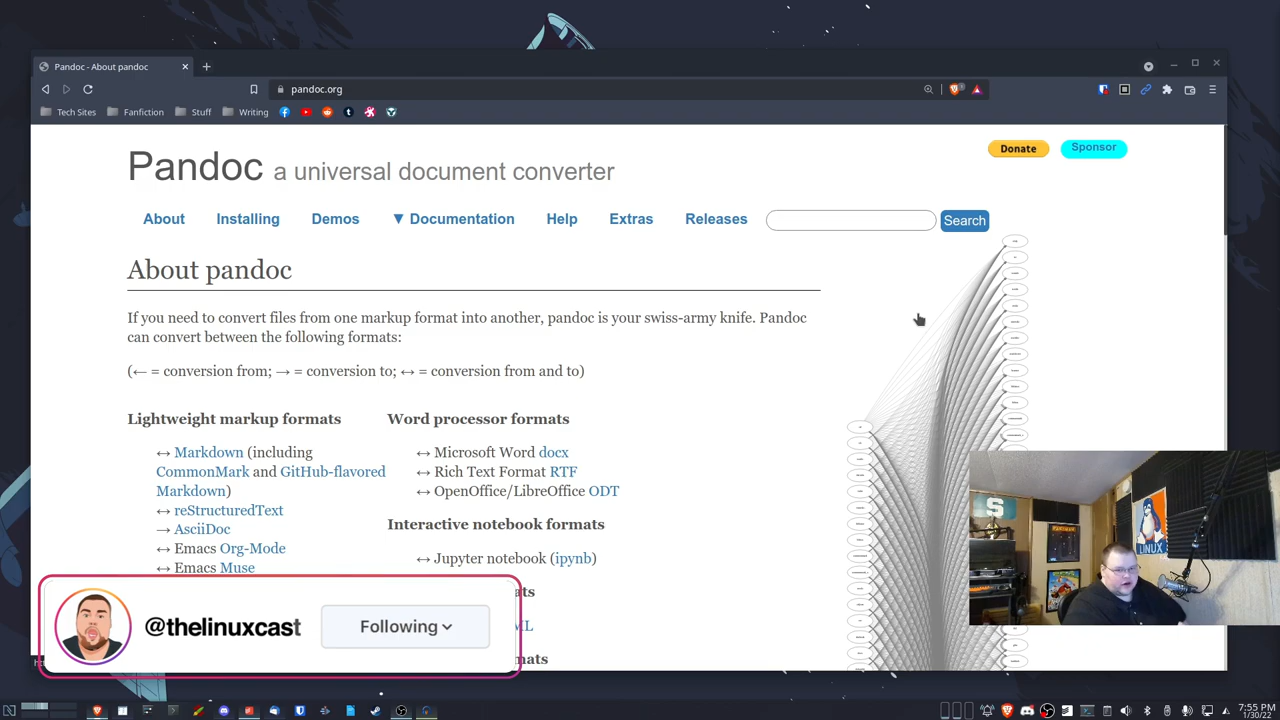 Pandoc - About pandoc
pandoc.org
Tech Sites Fanfiction Stuff Writing
Donate Sponsor
Pandoc a universal document converter
About Installing Demos ▼ Documentation Help Extras Releases Search
About pandoc
If you need to convert files from one markup format into another, pandoc is your swiss-army knife. Pandoc
can convert between the following formats:
(← = conversion from; → = conversion to; ↔ = conversion from and to)
Lightweight markup formats
↔ Markdown (including
CommonMark and GitHub-flavored
Markdown)
↔ reStructuredText
→ AsciiDoc
↔ Emacs Org-Mode
↔ Emacs Muse
Word processor formats
↔ Microsoft Word docx
↔ Rich Text Format RTF
↔ OpenOffice/LibreOffice ODT
Interactive notebook formats
↔ Jupyter notebook (ipynb)
LINUX
@thelinuxcast Following
7:55 PM
1/30/22